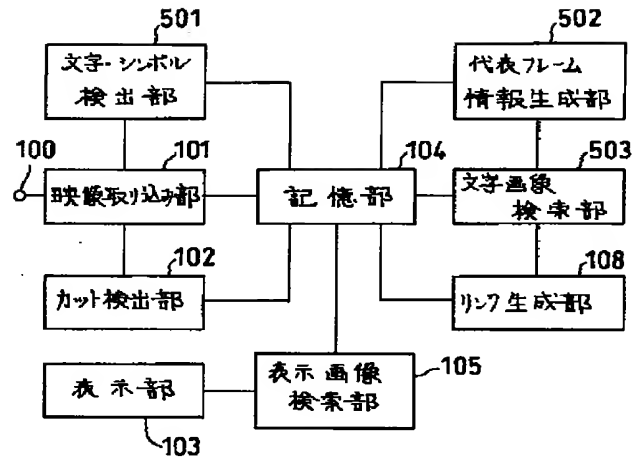 501
文字・シンボル
検出部
502
代表フレーム
情報生成部
100
101
映像取り込み部
104
記憶部
503
文字画像
検索部
102
カット検出部
108
リンク生成部
表示部
103
表示画像
検索部
105